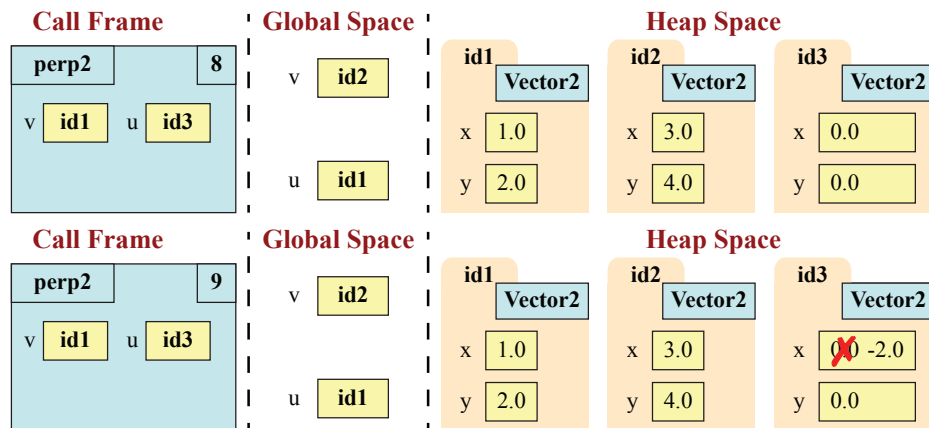 Call Frame Global Space Heap Space
perp2 8
v id1 u id3
v id2
u id1
id1 id2 id3
Vector2 Vector2 Vector2
x 1.0 x 3.0 x 0.0
y 2.0 y 4.0 y 0.0
Call Frame Global Space Heap Space
perp2 9
v id1 u id3
v id2
u id1
id1 id2 id3
Vector2 Vector2 Vector2
x 1.0 x 3.0 x 0.0 -2.0
y 2.0 y 4.0 y 0.0